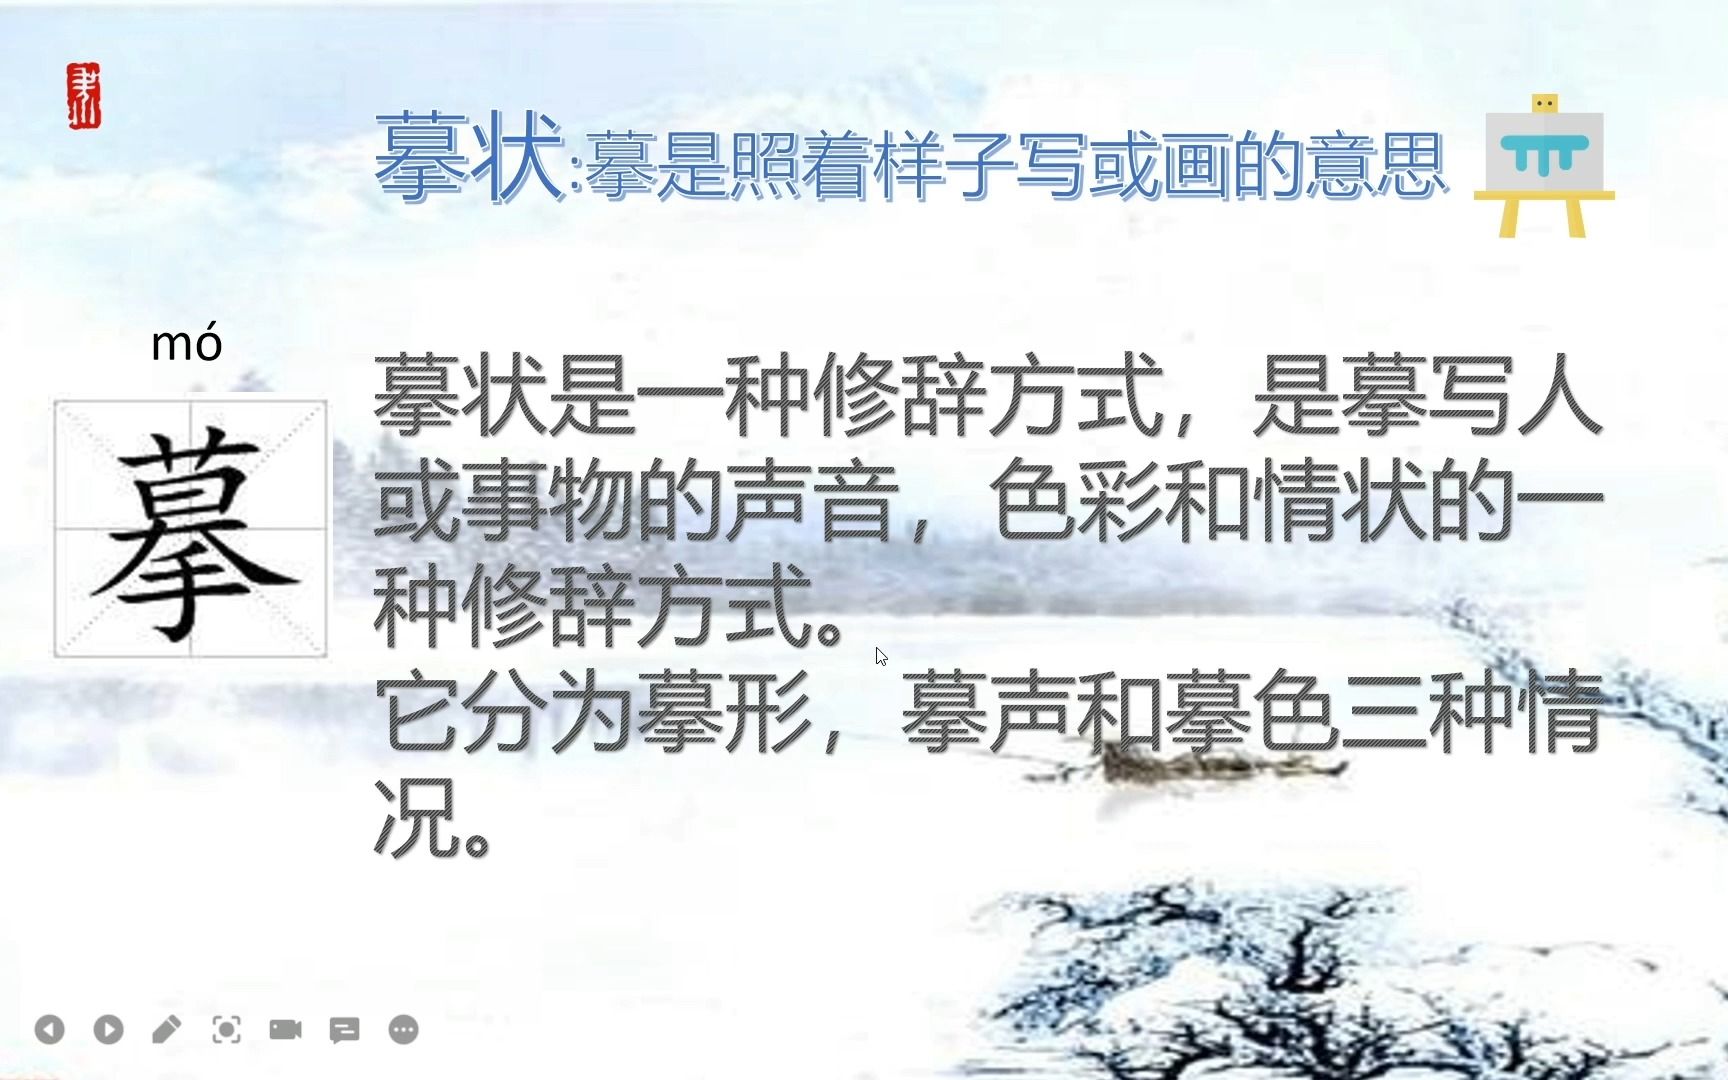 摹状:摹是照着样子写或画的意思
mó
摹
摹状是一种修辞方式，是摹写人
或事物的声音，色彩和情状的一
种修辞方式。
它分为摹形，摹声和摹色三种情
况。